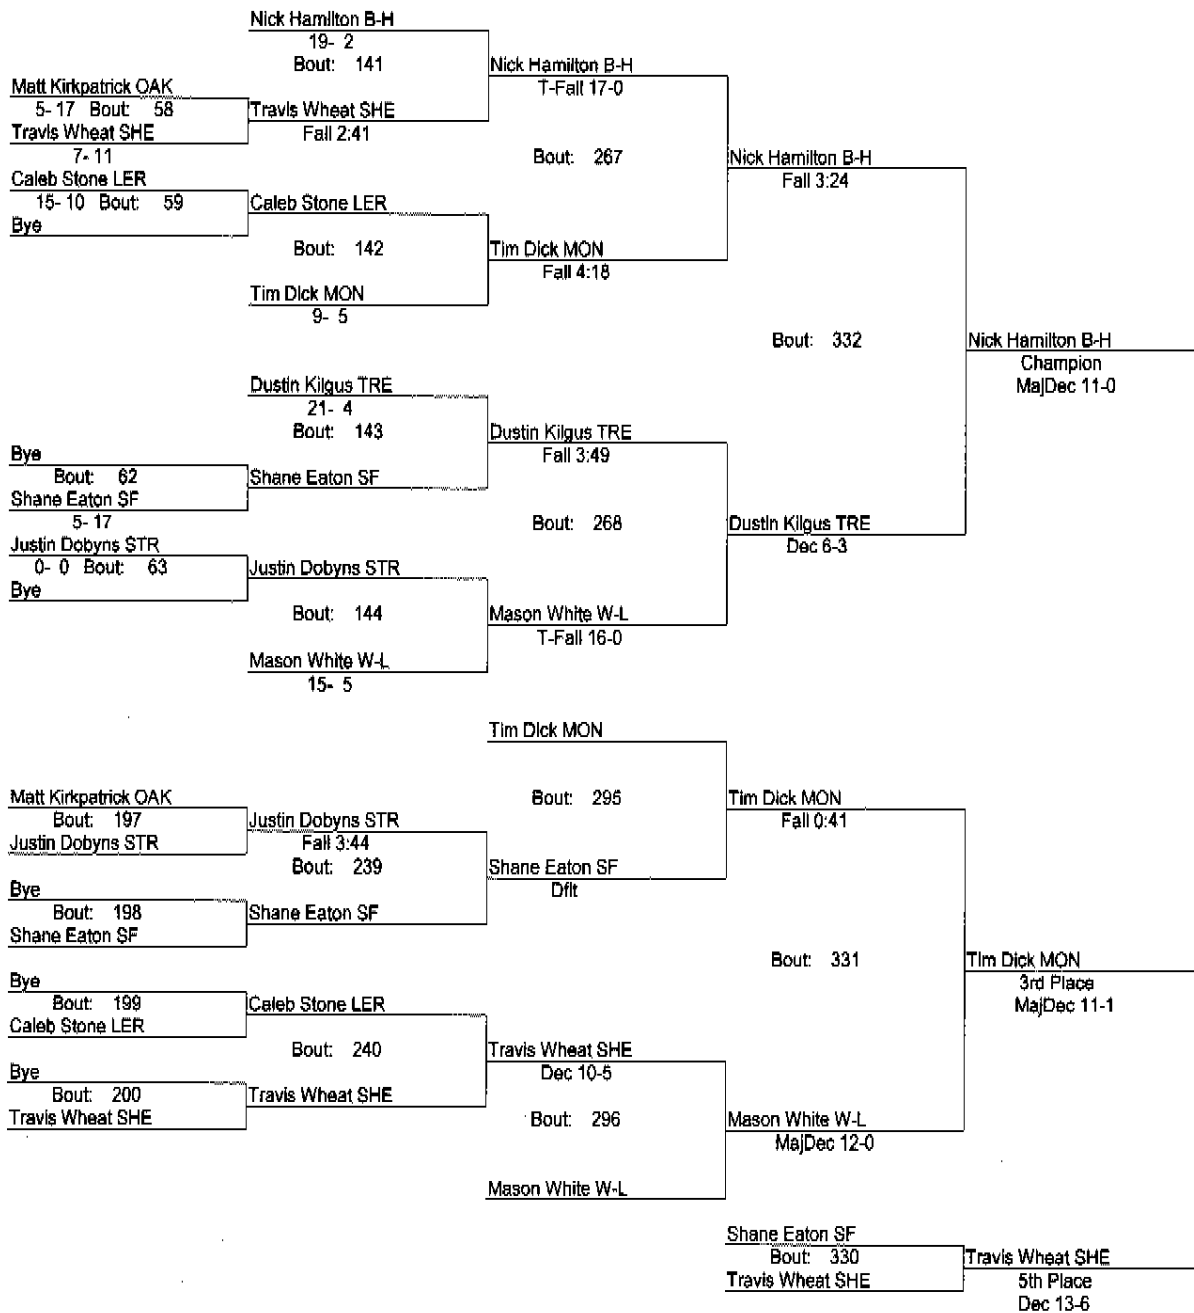 Nick Hamilton B-H
19- 2
Bout: 141
Nick Hamilton B-H
T-Fall 17-0
Matt Kirkpatrick OAK
5- 17 Bout: 58
Travis Wheat SHE
Fall 2:41
Travis Wheat SHE
7- 11
Bout: 267
Nick Hamilton B-H
Fall 3:24
Caleb Stone LER
15- 10 Bout: 59
Caleb Stone LER
Bye
Bout: 142
Tim Dick MON
Fall 4:18
Tim Dick MON
9- 5
Bout: 332
Nick Hamilton B-H
Champion
MajDec 11-0
Dustin Kilgus TRE
21- 4
Bout: 143
Dustin Kilgus TRE
Fall 3:49
Bye
Bout: 62
Shane Eaton SF
Shane Eaton SF
5- 17
Bout: 268
Dustin Kilgus TRE
Dec 6-3
Justin Dobyns STR
0- 0 Bout: 63
Justin Dobyns STR
Bye
Bout: 144
Mason White W-L
T-Fall 16-0
Mason White W-L
15- 5
Tim Dick MON
Bout: 295
Tim Dick MON
Fall 0:41
Matt Kirkpatrick OAK
Bout: 197
Justin Dobyns STR
Fall 3:44
Justin Dobyns STR
Bout: 239
Shane Eaton SF
Dflt
Bye
Bout: 198
Shane Eaton SF
Shane Eaton SF
Bout: 331
Tim Dick MON
3rd Place
MajDec 11-1
Bye
Bout: 199
Caleb Stone LER
Caleb Stone LER
Bout: 240
Travis Wheat SHE
Dec 10-5
Bye
Bout: 200
Travis Wheat SHE
Travis Wheat SHE
Bout: 296
Mason White W-L
MajDec 12-0
Mason White W-L
Shane Eaton SF
Bout: 330
Travis Wheat SHE
Travis Wheat SHE
5th Place
Dec 13-6